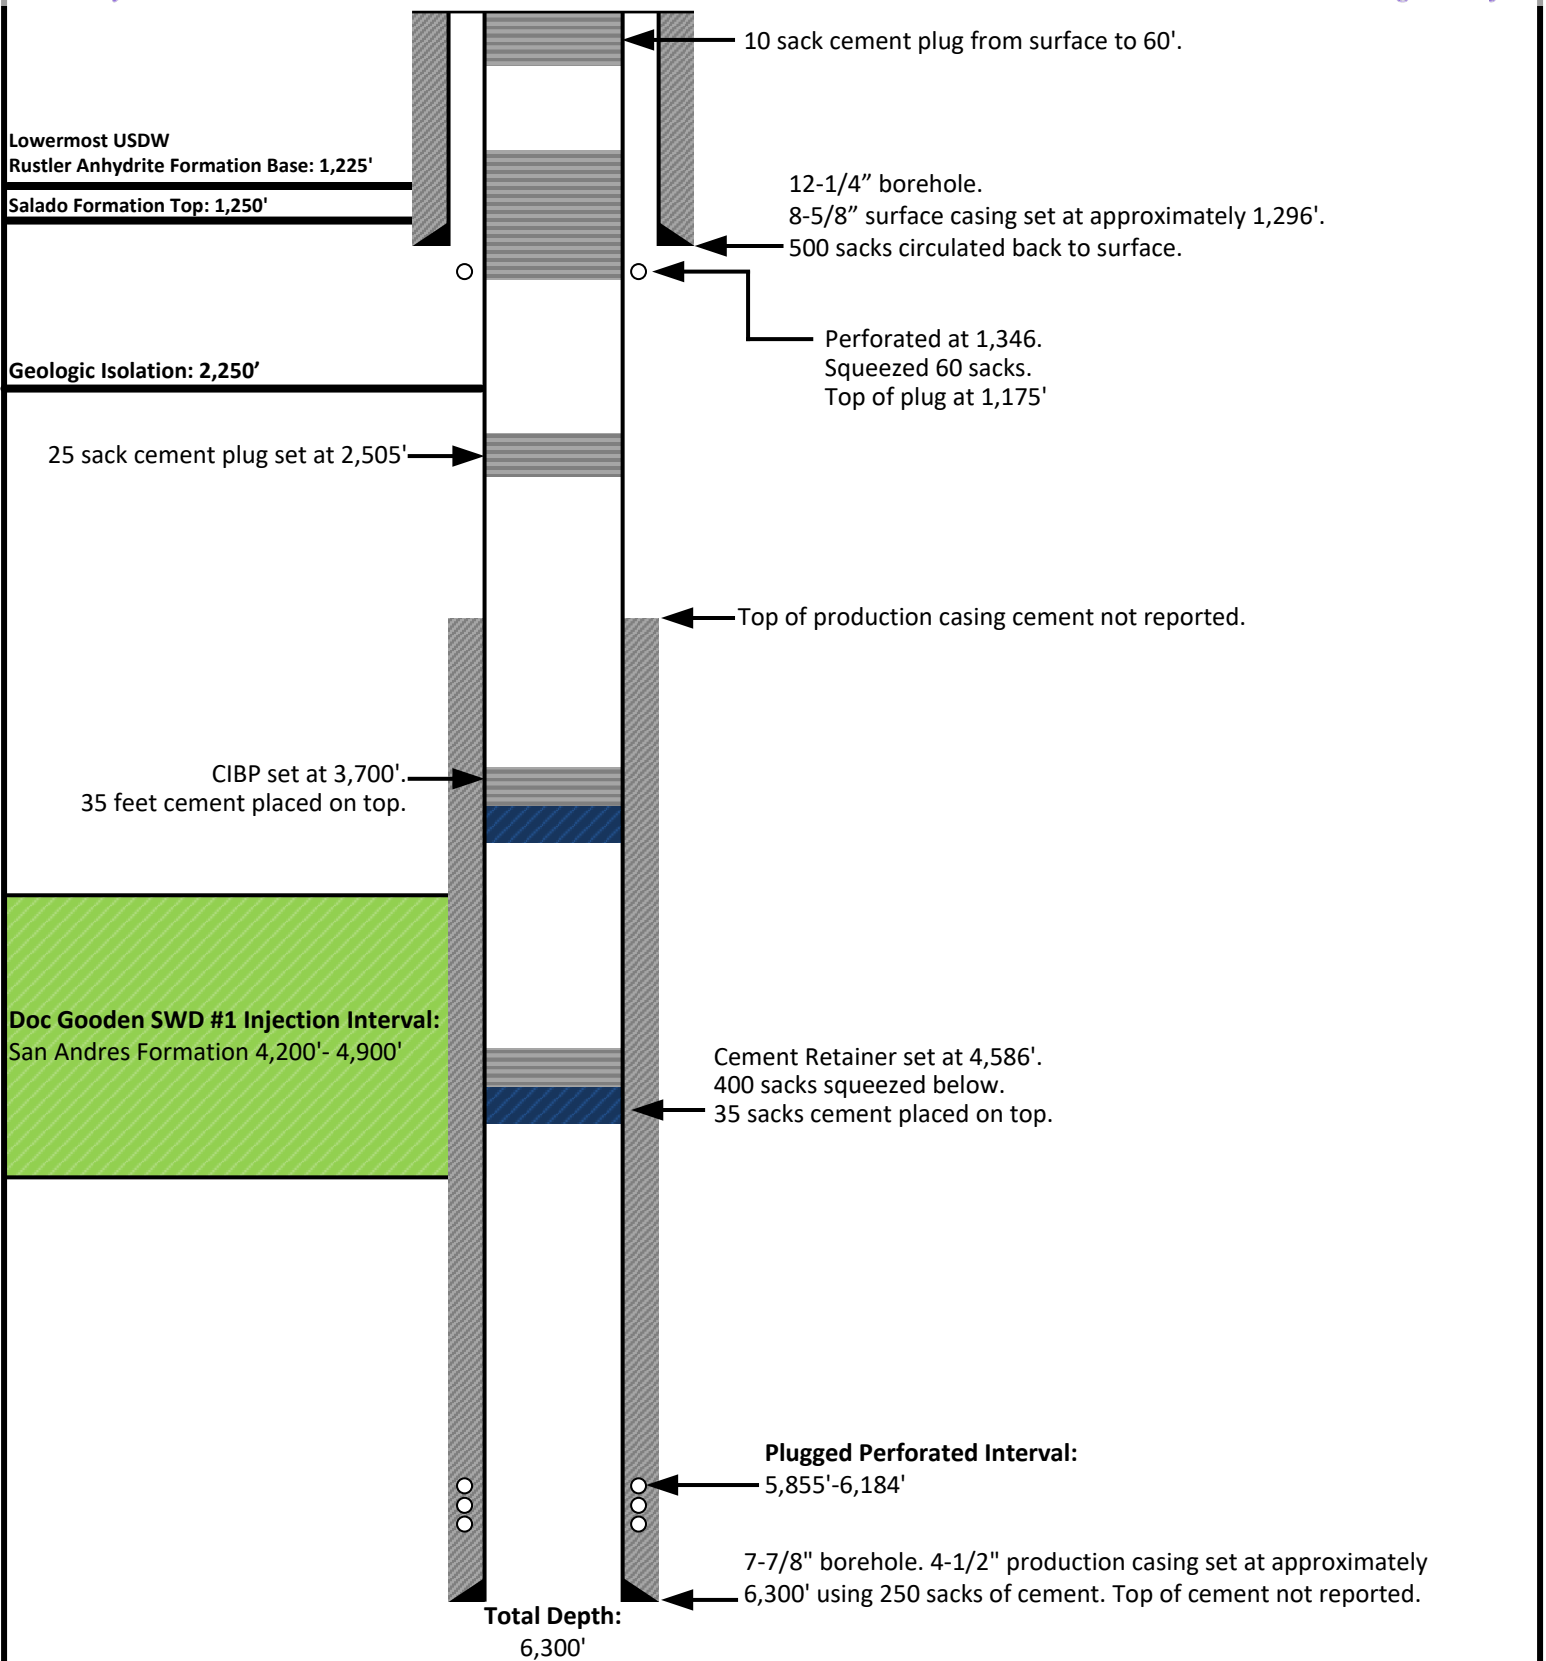 10 sack cement plug from surface to 60'.
Lowermost USDW
Rustler Anhydrite Formation Base: 1,225'
Salado Formation Top: 1,250'
12-1/4” borehole.
8-5/8” surface casing set at approximately 1,296'.
500 sacks circulated back to surface.
Perforated at 1,346.
Squeezed 60 sacks.
Top of plug at 1,175'
Geologic Isolation: 2,250’
25 sack cement plug set at 2,505'
Top of production casing cement not reported.
CIBP set at 3,700'.
35 feet cement placed on top.
Doc Gooden SWD #1 Injection Interval:
San Andres Formation 4,200'- 4,900'
Cement Retainer set at 4,586'.
400 sacks squeezed below.
35 sacks cement placed on top.
Plugged Perforated Interval:
5,855'-6,184'
7-7/8" borehole. 4-1/2" production casing set at approximately
6,300' using 250 sacks of cement. Top of cement not reported.
Total Depth:
6,300'